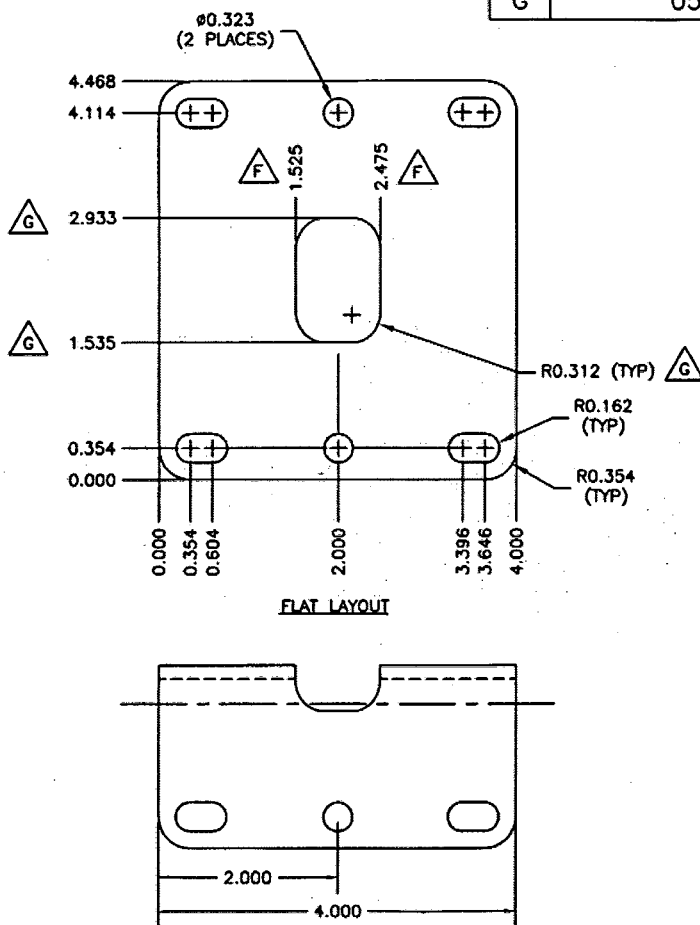 G 05
ø0.323
(2 PLACES)
4.468
4.114
F 1.525 2.475 F
G 2.933
G 1.535
R0.312 (TYP) G
R0.162
(TYP)
0.354
0.000
R0.354
(TYP)
0.000 0.354 0.604 2.000 3.396 3.646 4.000
FLAT LAYOUT
2.000
4.000